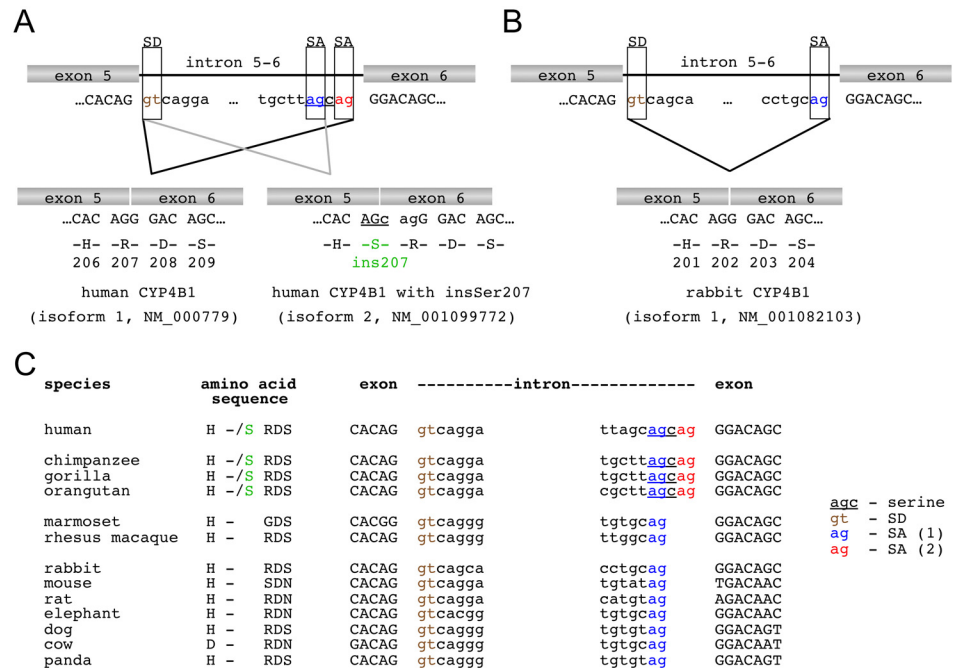 A
SD SA SA
exon 5 intron 5-6 exon 6
…CACAG gtcagga … tgcttagcag GGACAGC…
exon 5 exon 6
…CAC AGG GAC AGC…
-H- -R- -D- -S-
206 207 208 209
human CYP4B1
(isoform 1, NM_000779)
exon 5 exon 6
…CAC AGc agG GAC AGC…
-H- -S- -R- -D- -S-
ins207
human CYP4B1 with insSer207
(isoform 2, NM_001099772)
B
SD SA
exon 5 intron 5-6 exon 6
…CACAG gtcagca … cctgcag GGACAGC…
exon 5 exon 6
…CAC AGG GAC AGC…
-H- -R- -D- -S-
201 202 203 204
rabbit CYP4B1
(isoform 1, NM_001082103)
C
species amino acid sequence exon ----------intron------------- exon
human H -/S RDS CACAG gtcagga ttagcagcag GGACAGC
chimpanzee H -/S RDS CACAG gtcagga tgcttagcag GGACAGC
gorilla H -/S RDS CACAG gtcagga tgcttagcag GGACAGC
orangutan H -/S RDS CACAG gtcagga cgcttagcag GGACAGC
marmoset H - GDS CACGG gtcaggg tgtgcag GGACAGC
rhesus macaque H - RDS CACAG gtcaggg ttggcag GGACAGC
rabbit H - RDS CACAG gtcagca cctgcag GGACAGC
mouse H - SDN CACAG gtcagga tgtatag TGACAAC
rat H - RDN CACAG gtcagga catgtag AGACAAC
elephant H - RDN CACAG gtcaggg tgtgcag GGACAAC
dog H - RDS CACAG gtcaggg tgtgtag GGACAGT
cow D - RDN GACAG gtcaggg tgtgcag GGACAAT
panda H - RDS CACAG gtcaggg tgtgtag GGACAGT
agc - serine
gt - SD
ag - SA (1)
ag - SA (2)